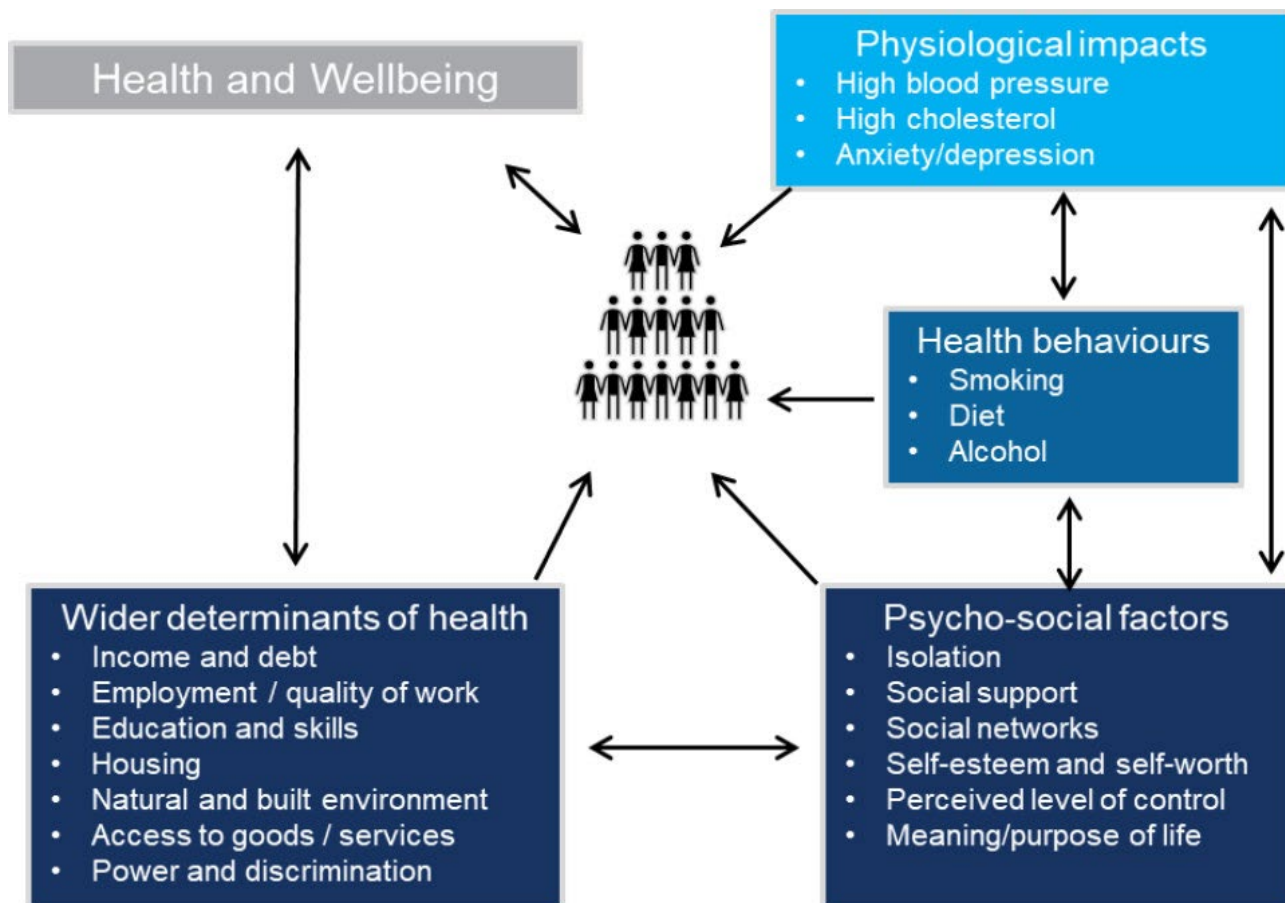 Health and Wellbeing
Physiological impacts
• High blood pressure
• High cholesterol
• Anxiety/depression
Health behaviours
• Smoking
• Diet
• Alcohol
Wider determinants of health
• Income and debt
• Employment / quality of work
• Education and skills
• Housing
• Natural and built environment
• Access to goods / services
• Power and discrimination
Psycho-social factors
• Isolation
• Social support
• Social networks
• Self-esteem and self-worth
• Perceived level of control
• Meaning/purpose of life